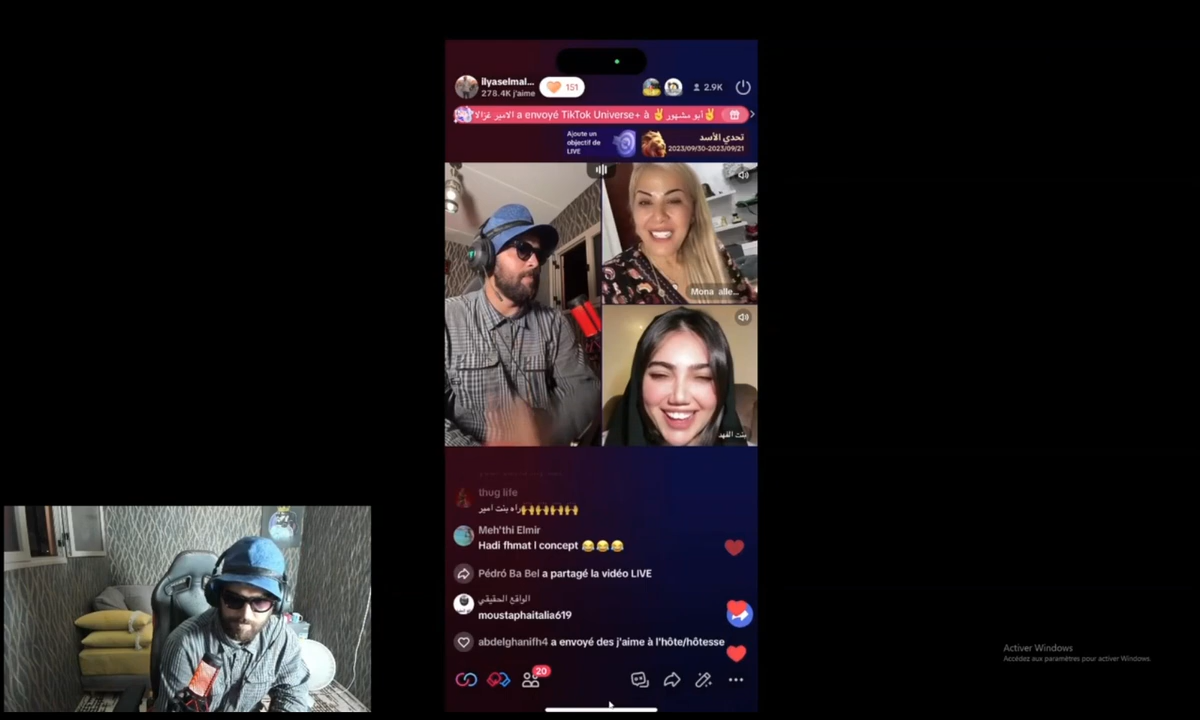 ilyaselmal...
278.4K j'aime
151
2.9K
الامير غزالا a envoyé TikTok Universe+ à ✌️أبو مشهور✌️
Ajoute un
objectif de
LIVE
تحدي الأسد
2023/09/30-2023/09/21
Mona alle...
بنت الفهد
thug life
راه بنت امير🙌🙌🙌🙌🙌
Meh'thi Elmir
Hadi fhmat l concept 😂😂😂
Pédró Ba Bel a partagé la vidéo LIVE
الواقع الحقيقي
moustaphaitalia619
abdelghanifh4 a envoyé des j'aime à l'hôte/hôtesse
20
Activer Windows
Accédez aux paramètres pour activer Windows.